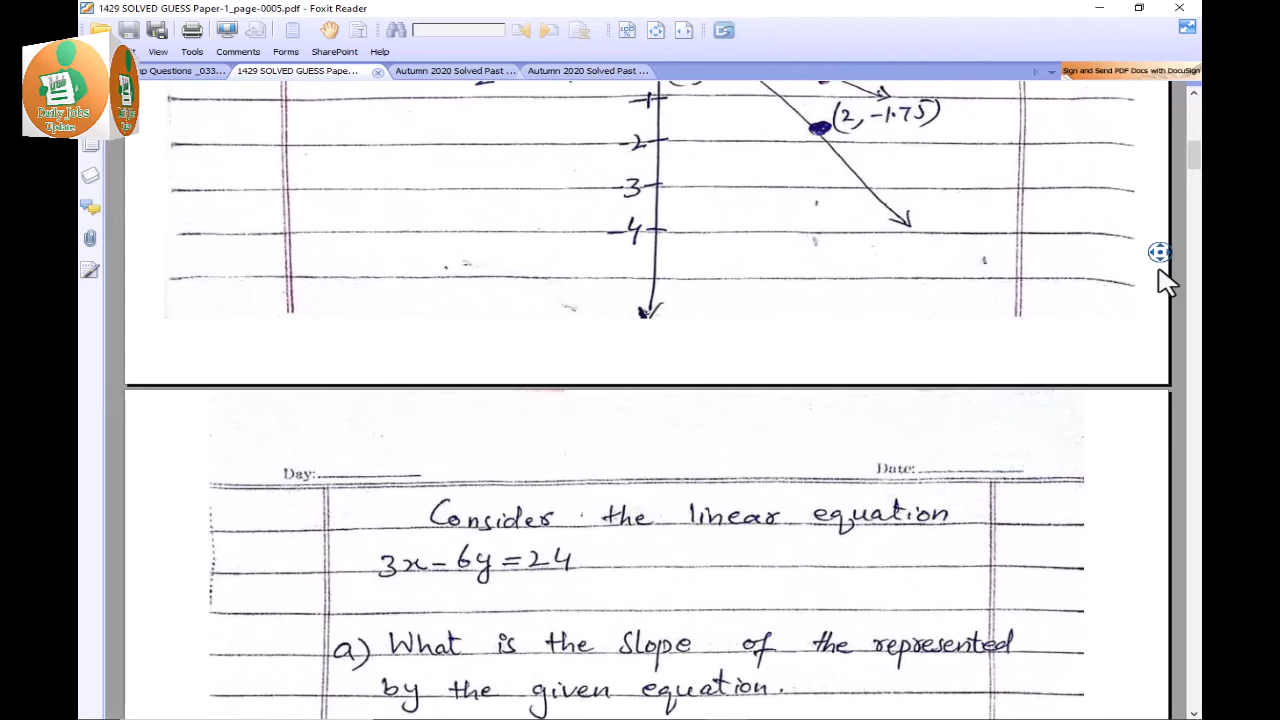 1429 SOLVED GUESS Paper-1_page-0005.pdf - Foxit Reader
View Tools Comments Forms SharePoint Help
Questions _033... 1429 SOLVED GUESS Pape... Autumn 2020 Solved Past ... Autumn 2020 Solved Past ... Sign and Send PDF Docs with DocuSign
Daily Jobs
Update
-1
(2, -1.75)
-2
-3
-4
Day: Date:
Consider the linear equation
3x - 6y = 24
a) What is the Slope of the represented
by the given equation.